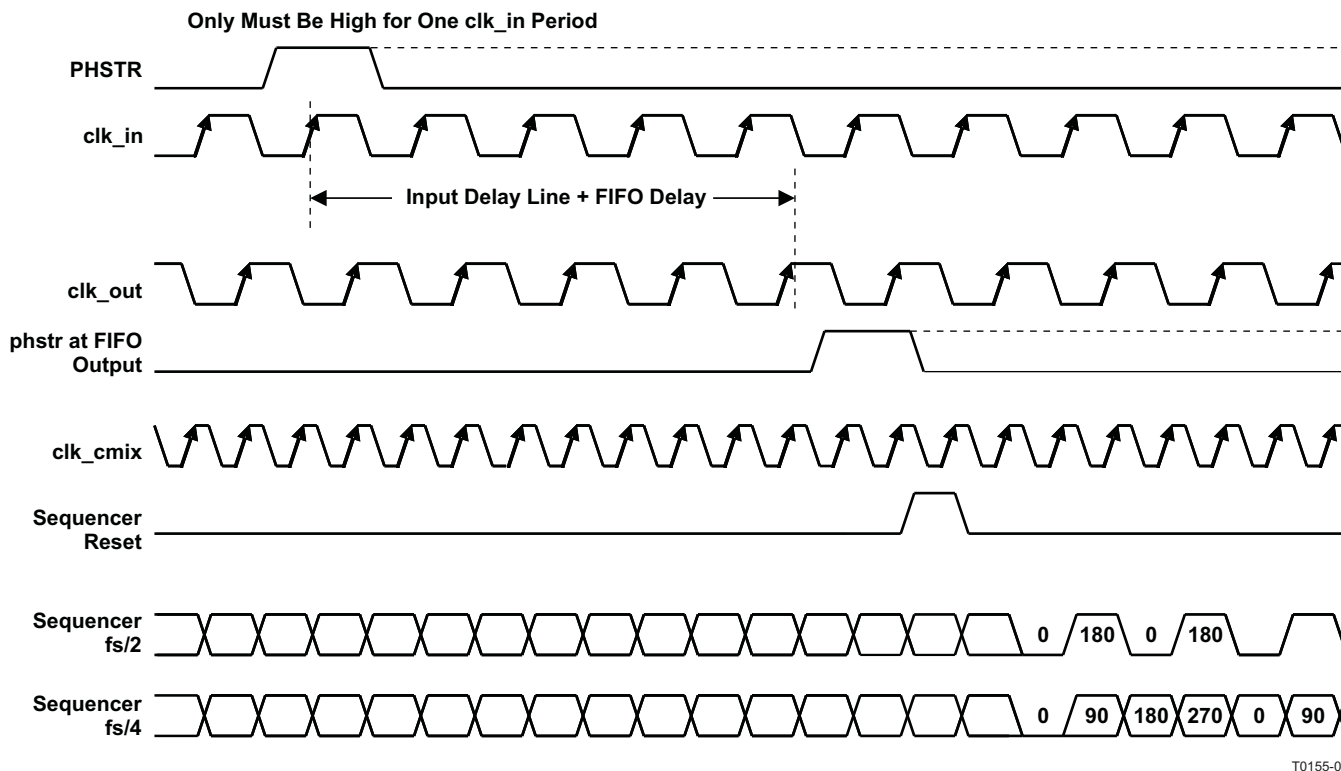 Only Must Be High for One clk_in Period
PHSTR
clk_in
Input Delay Line + FIFO Delay
clk_out
phstr at FIFO
Output
clk_cmix
Sequencer
Reset
Sequencer
fs/2
0 180 0 180
Sequencer
fs/4
0 90 180 270 0 90
T0155-0